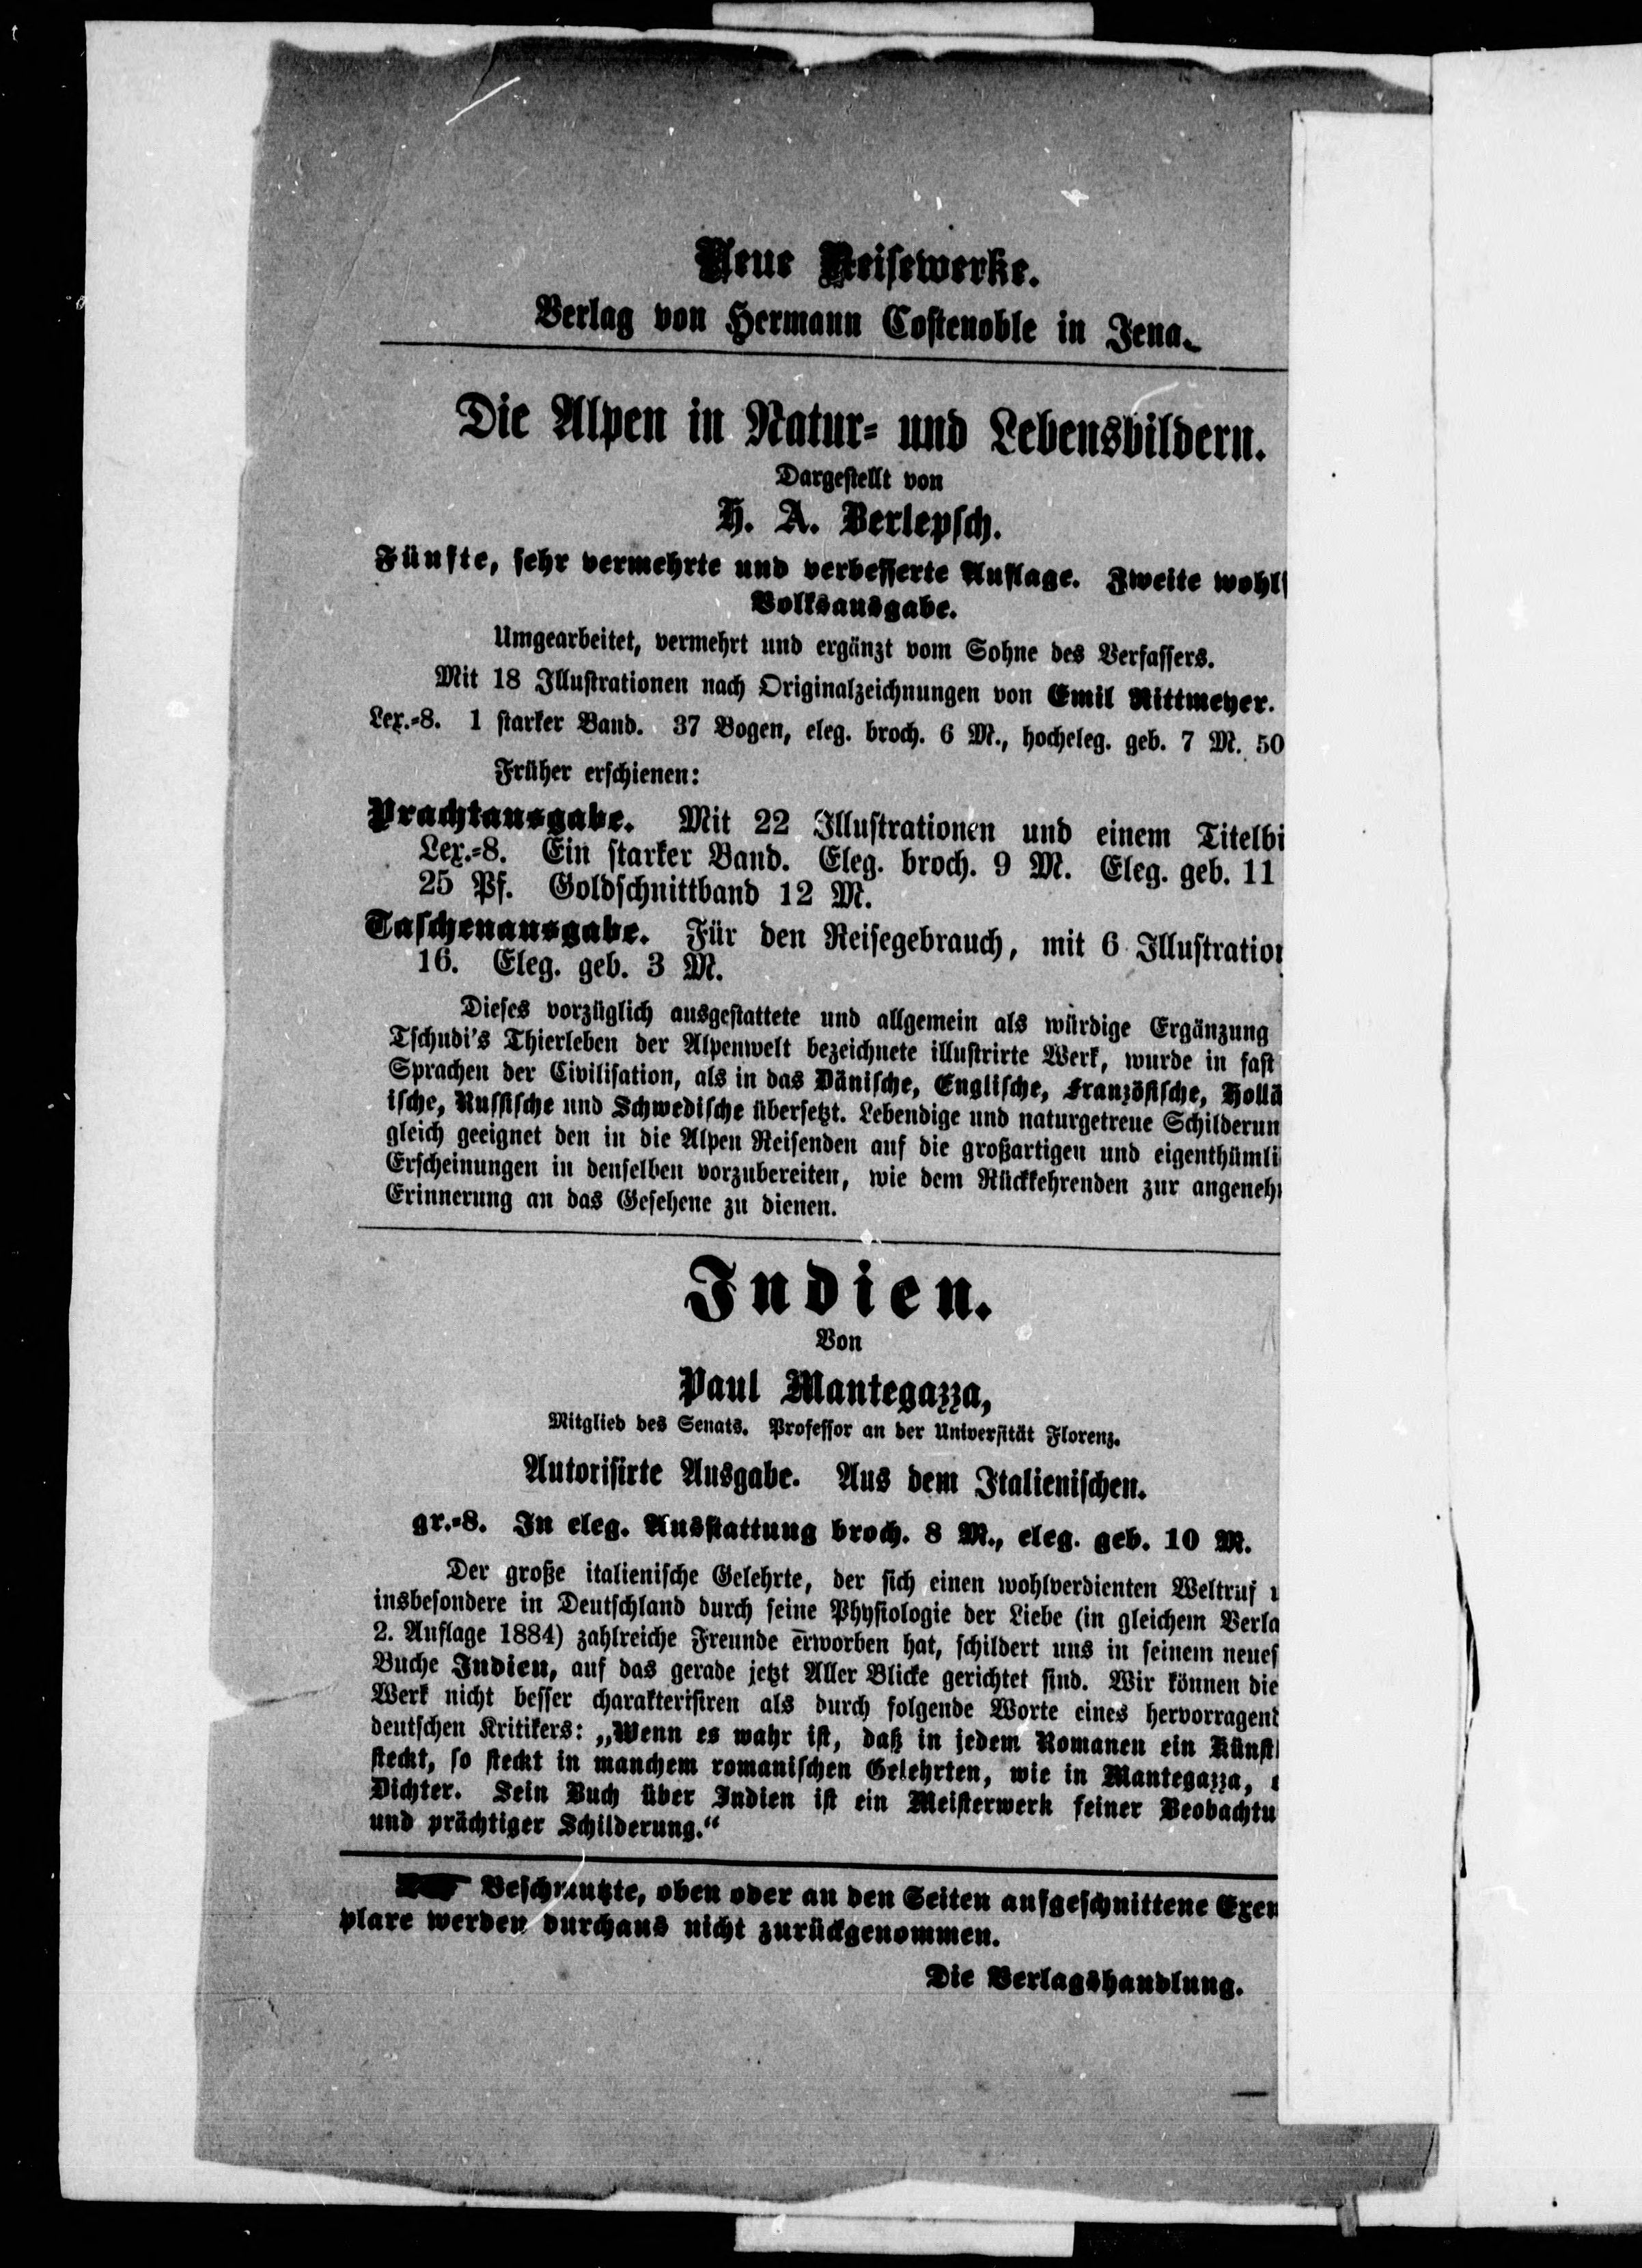 Neue Reisewerke.
Verlag von Hermann Costenoble in Jena.
Die Alpen in Natur- und Lebensbildern.
Dargestellt von
H. A. Berlepsch.
Fünfte, sehr vermehrte und verbesserte Auflage. Zweite wohl
Volksausgabe.
Umgearbeitet, vermehrt und ergänzt vom Sohne des Verfassers.
Mit 18 Illustrationen nach Originalzeichnungen von Emil Rittmeyer.
Lex.-8. 1 starker Band. 37 Bogen, eleg. broch. 6 M., hocheleg. geb. 7 M. 50
Früher erschienen:
Prachtausgabe. Mit 22 Illustrationen und einem Titelbi
Lex.-8. Ein starker Band. Eleg. broch. 9 M. Eleg. geb. 11
25 Pf. Goldschnittband 12 M.
Taschenausgabe. Für den Reisegebrauch, mit 6 Illustration
16. Eleg. geb. 3 M.
Dieses vorzüglich ausgestattete und allgemein als würdige Ergänzung
Tschudi's Thierleben der Alpenwelt bezeichnete illustrirte Werk, wurde in fast
Sprachen der Civilisation, als in das Dänische, Englische, Französische, Hollä
ische, Russische und Schwedische übersetzt. Lebendige und naturgetreue Schilderun
gleich geeignet den in die Alpen Reisenden auf die großartigen und eigenthümli
Erscheinungen in denselben vorzubereiten, wie dem Rückkehrenden zur angeneh
Erinnerung an das Gesehene zu dienen.
Indien.
Von
Paul Mantegazza,
Mitglied des Senats. Professor an der Universität Florenz.
Autorisirte Ausgabe. Aus dem Italienischen.
gr.-8. In eleg. Ausstattung broch. 8 M., eleg. geb. 10 M.
Der große italienische Gelehrte, der sich einen wohlverdienten Weltruf
insbesondere in Deutschland durch seine Physiologie der Liebe (in gleichem Verla
2. Auflage 1884) zahlreiche Freunde erworben hat, schildert uns in seinem neues
Buche Indien, auf das gerade jetzt Aller Blicke gerichtet sind. Wir können die
Werk nicht besser charakterisiren als durch folgende Worte eines hervorragend
deutschen Kritikers: „Wenn es wahr ist, daß in jedem Romanen ein Künst
steckt, so steckt in manchem romanischen Gelehrten, wie in Mantegazza,
Dichter. Sein Buch über Indien ist ein Meisterwerk feiner Beobachtu
und prächtiger Schilderung.“
Beschmutzte, oben oder an den Seiten aufgeschnittene Exem
plare werden durchaus nicht zurückgenommen.
Die Verlagshandlung.